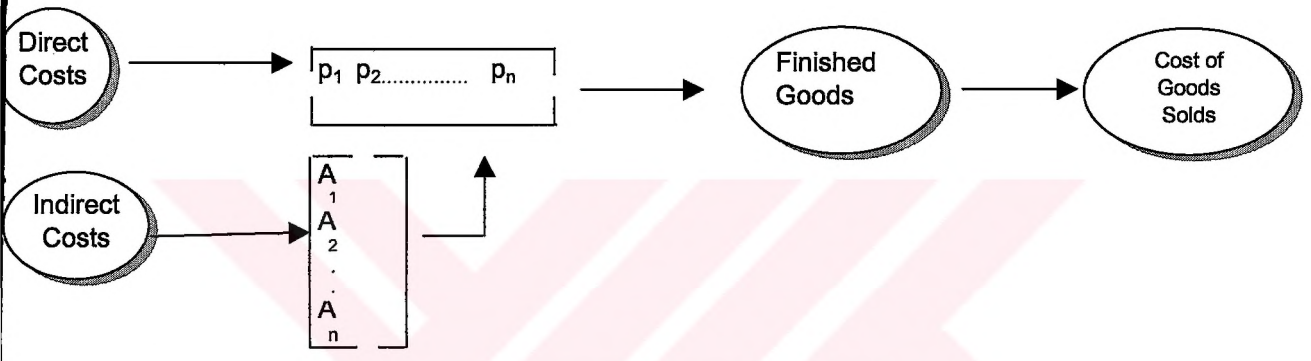 Direct
Costs
p₁ p₂............... pₙ
Finished
Goods
Cost of
Goods
Solds
Indirect
Costs
A
1
A
2
.
.
A
n